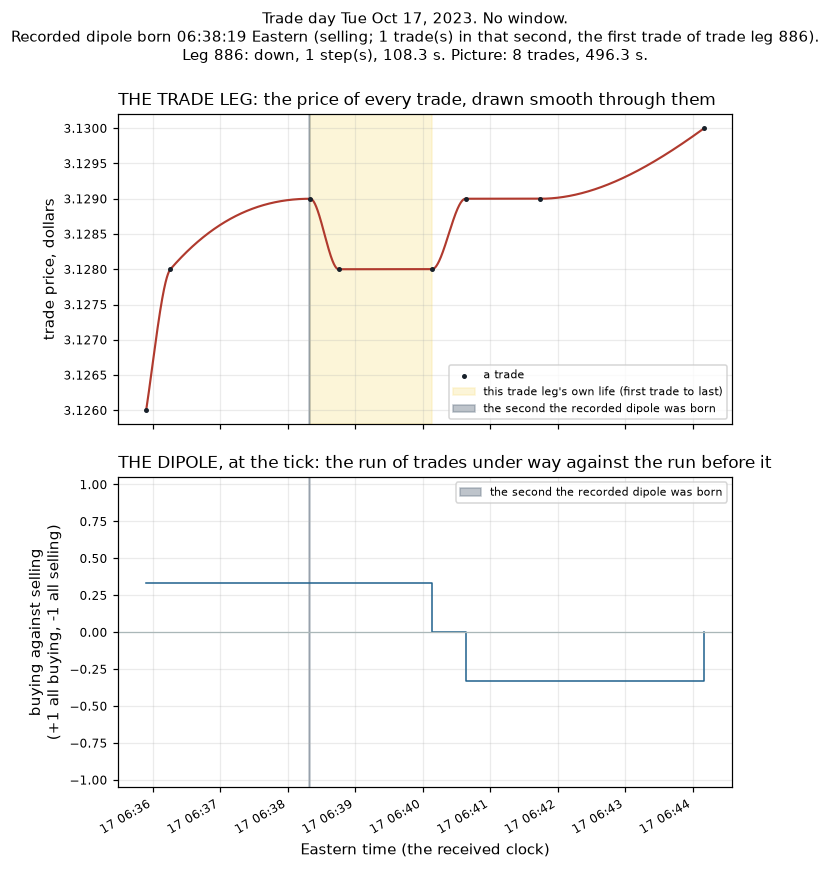 Trade day Tue Oct 17, 2023. No window.
Recorded dipole born 06:38:19 Eastern (selling; 1 trade(s) in that second, the first trade of trade leg 886).
Leg 886: down, 1 step(s), 108.3 s. Picture: 8 trades, 496.3 s.
THE TRADE LEG: the price of every trade, drawn smooth through them
trade price, dollars
3.1300
3.1295
3.1290
3.1285
3.1280
3.1275
3.1270
3.1265
3.1260
a trade
this trade leg's own life (first trade to last)
the second the recorded dipole was born
THE DIPOLE, at the tick: the run of trades under way against the run before it
buying against selling
(+1 all buying, -1 all selling)
1.00
0.75
0.50
0.25
0.00
−0.25
−0.50
−0.75
−1.00
the second the recorded dipole was born
17 06:36
17 06:37
17 06:38
17 06:39
17 06:40
17 06:41
17 06:42
17 06:43
17 06:44
Eastern time (the received clock)